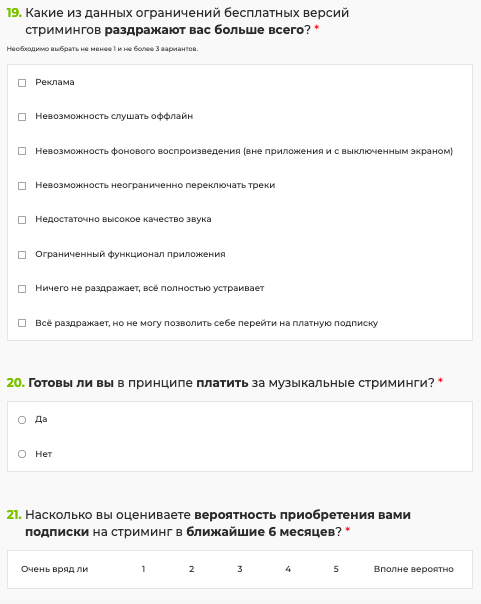 19. Какие из данных ограничений бесплатных версий
стримингов раздражают вас больше всего? *
Необходимо выбрать не менее 1 и не более 3 вариантов.
Реклама
Невозможность слушать оффлайн
Невозможность фонового воспроизведения (вне приложения и с выключенным экраном)
Невозможность неограниченно переключать треки
Недостаточно высокое качество звука
Ограниченный функционал приложения
Ничего не раздражает, всё полностью устраивает
Всё раздражает, но не могу позволить себе перейти на платную подписку
20. Готовы ли вы в принципе платить за музыкальные стриминги? *
Да
Нет
21. Насколько вы оцениваете вероятность приобретения вами
подписки на стриминг в ближайшие 6 месяцев? *
Очень вряд ли 1 2 3 4 5 Вполне вероятно